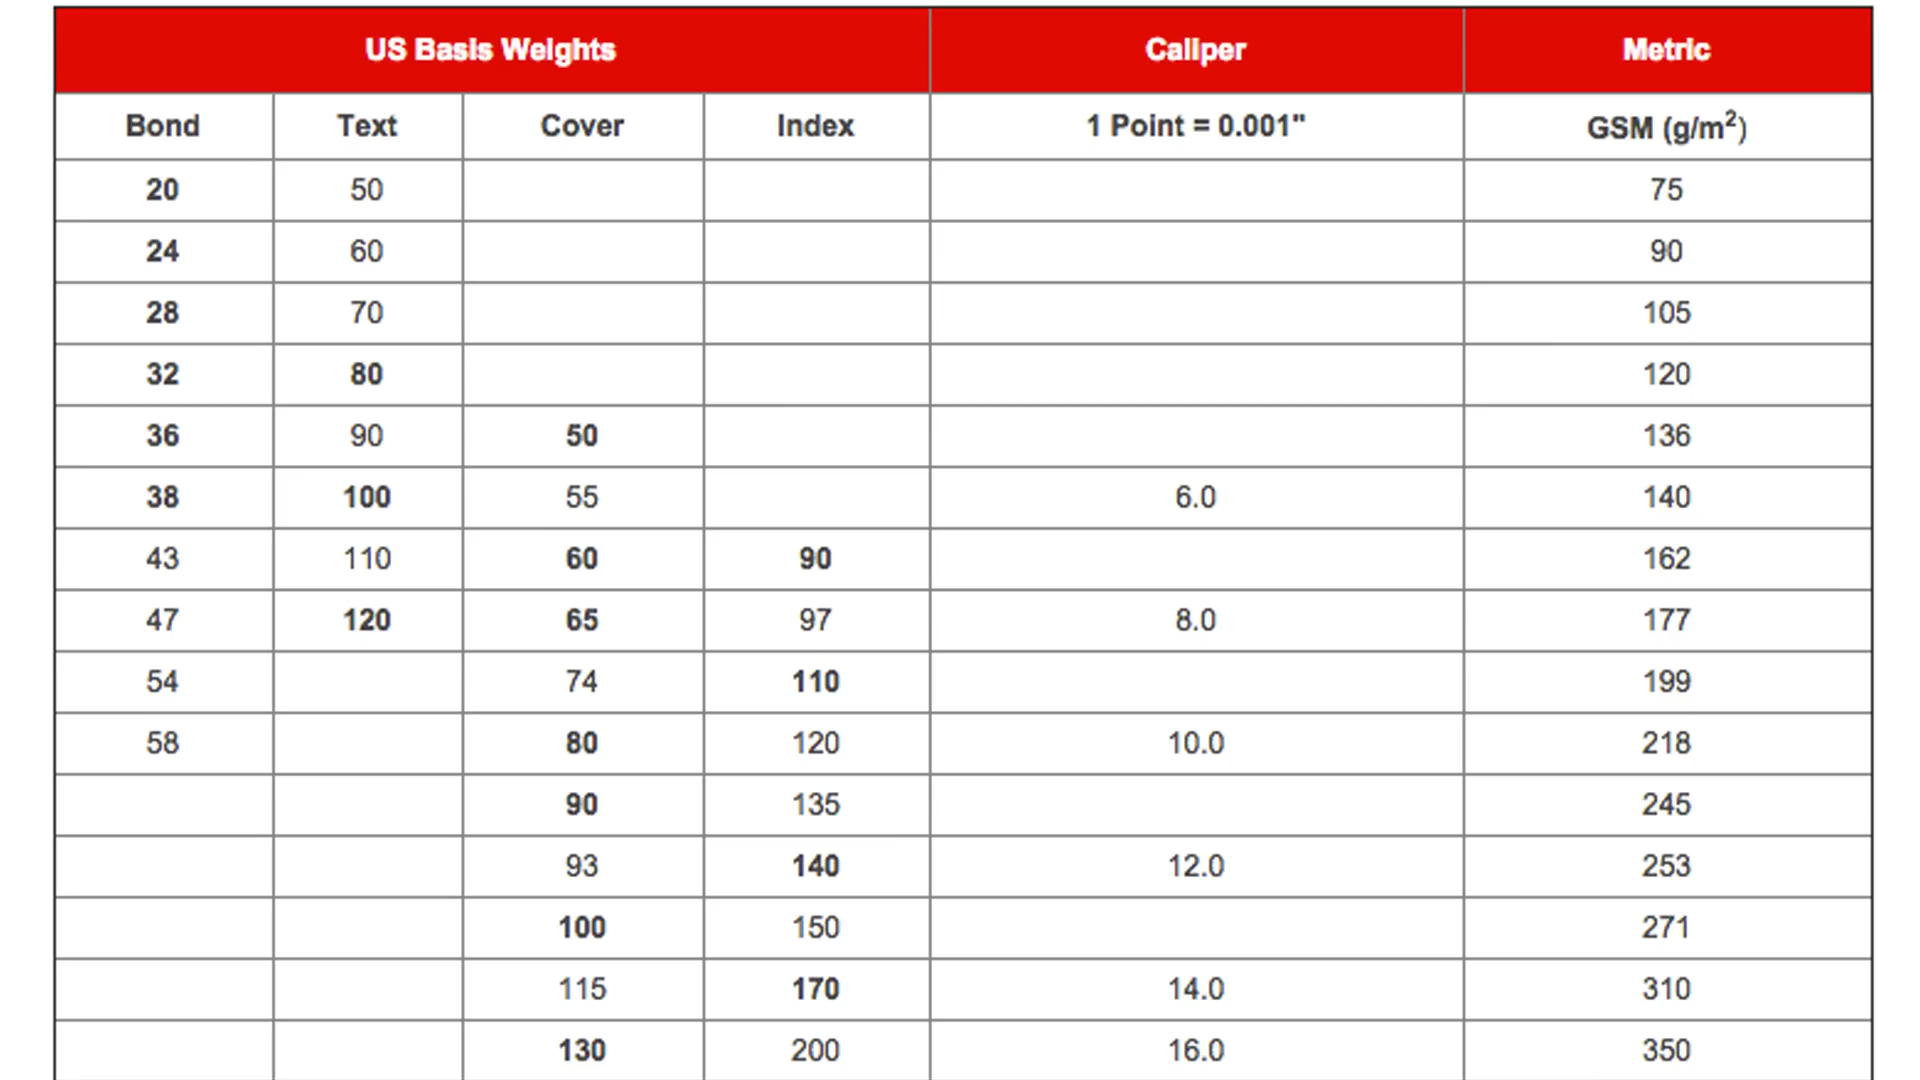 US Basis Weights Caliper Metric
Bond Text Cover Index 1 Point = 0.001" GSM (g/m²)
20 50 75
24 60 90
28 70 105
32 80 120
36 90 50 136
38 100 55 6.0 140
43 110 60 90 162
47 120 65 97 8.0 177
54 74 110 199
58 80 120 10.0 218
90 135 245
93 140 12.0 253
100 150 271
115 170 14.0 310
130 200 16.0 350